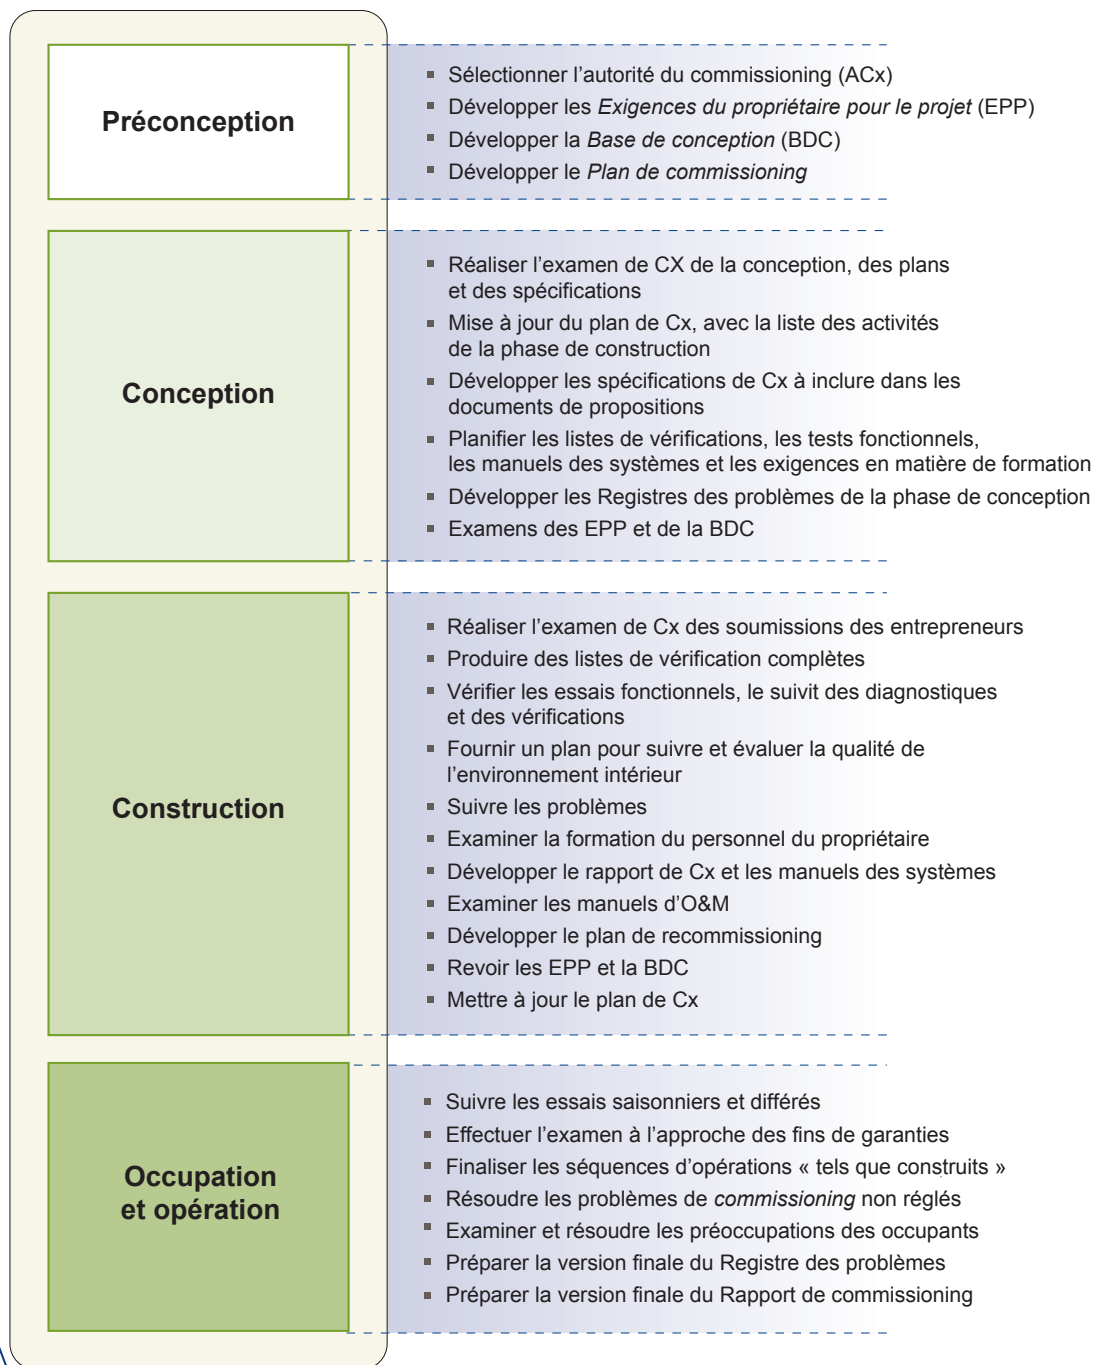 Préconception
▪ Sélectionner l’autorité du commissioning (ACx)
▪ Développer les Exigences du propriétaire pour le projet (EPP)
▪ Développer la Base de conception (BDC)
▪ Développer le Plan de commissioning
Conception
▪ Réaliser l’examen de CX de la conception, des plans
et des spécifications
▪ Mise à jour du plan de Cx, avec la liste des activités
de la phase de construction
▪ Développer les spécifications de Cx à inclure dans les
documents de propositions
▪ Planifier les listes de vérifications, les tests fonctionnels,
les manuels des systèmes et les exigences en matière de formation
▪ Développer les Registres des problèmes de la phase de conception
▪ Examens des EPP et de la BDC
Construction
▪ Réaliser l’examen de Cx des soumissions des entrepreneurs
▪ Produire des listes de vérification complètes
▪ Vérifier les essais fonctionnels, le suivit des diagnostiques
et des vérifications
▪ Fournir un plan pour suivre et évaluer la qualité de
l’environnement intérieur
▪ Suivre les problèmes
▪ Examiner la formation du personnel du propriétaire
▪ Développer le rapport de Cx et les manuels des systèmes
▪ Examiner les manuels d’O&M
▪ Développer le plan de recommissioning
▪ Revoir les EPP et la BDC
▪ Mettre à jour le plan de Cx
Occupation
et opération
▪ Suivre les essais saisonniers et différés
▪ Effectuer l’examen à l’approche des fins de garanties
▪ Finaliser les séquences d’opérations « tels que construits »
▪ Résoudre les problèmes de commissioning non réglés
▪ Examiner et résoudre les préoccupations des occupants
▪ Préparer la version finale du Registre des problèmes
▪ Préparer la version finale du Rapport de commissioning